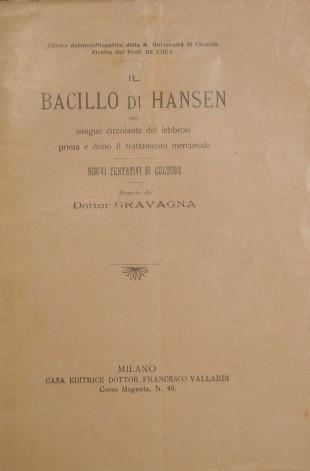 Clinica dermosifilopatica della R. Università di Catania
diretta dal Prof. DE LUCA
IL
BACILLO DI HANSEN
NEL
sangue circolante dei lebbrosi
prima e dopo il trattamento mercuriale
NUOVI TENTATIVI DI COLTURE
Ricerche del
Dottor GRAVAGNA
MILANO
CASA EDITRICE DOTTOR FRANCESCO VALLARDI
Corso Magenta, N. 48.